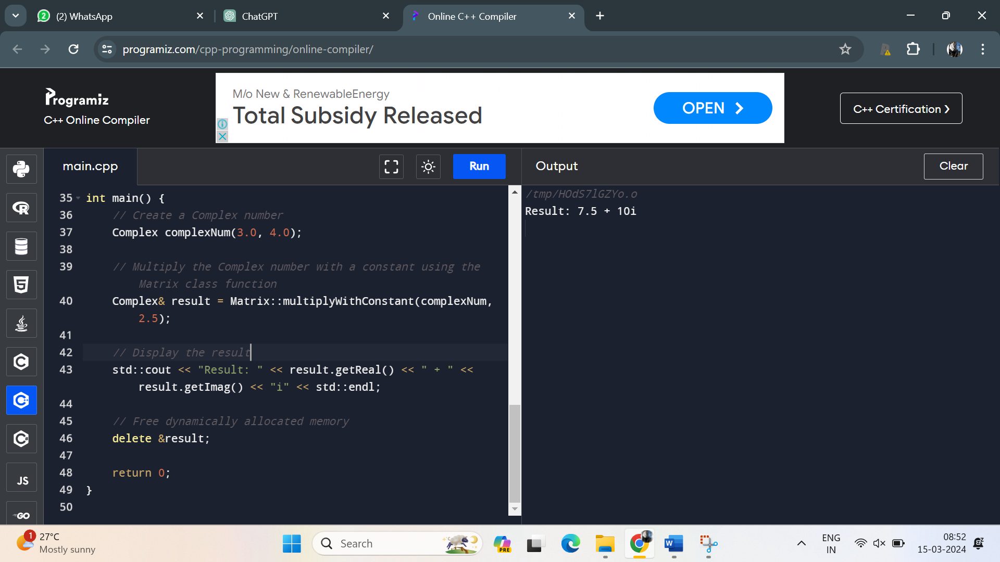 (2) WhatsApp
ChatGPT
Online C++ Compiler
programiz.com/cpp-programming/online-compiler/
Programiz
C++ Online Compiler
M/o New & RenewableEnergy
Total Subsidy Released
OPEN
C++ Certification
main.cpp
Run
Output
Clear
35 int main() {
36 // Create a Complex number
37 Complex complexNum(3.0, 4.0);
38
39 // Multiply the Complex number with a constant using the
Matrix class function
40 Complex& result = Matrix::multiplyWithConstant(complexNum,
2.5);
41
42 // Display the result
43 std::cout << "Result: " << result.getReal() << " + " <<
result.getImag() << "i" << std::endl;
44
45 // Free dynamically allocated memory
46 delete &result;
47
48 return 0;
49 }
50
/tmp/HOdS7lGZYo.o
Result: 7.5 + 10i
JS
GO
1
27°C
Mostly sunny
Search
PRE
W
ENG
IN
08:52
15-03-2024